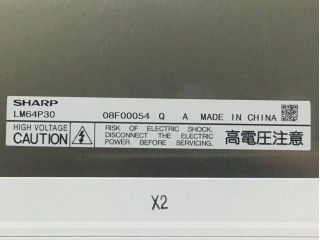 SHARP
LM64P30 08F00054 Q A MADE IN CHINA
HIGH VOLTAGE
CAUTION
RISK OF ELECTRIC SHOCK.
DISCONNECT THE ELECTRIC
POWER BEFORE SERVICING.
高電圧注意
X2